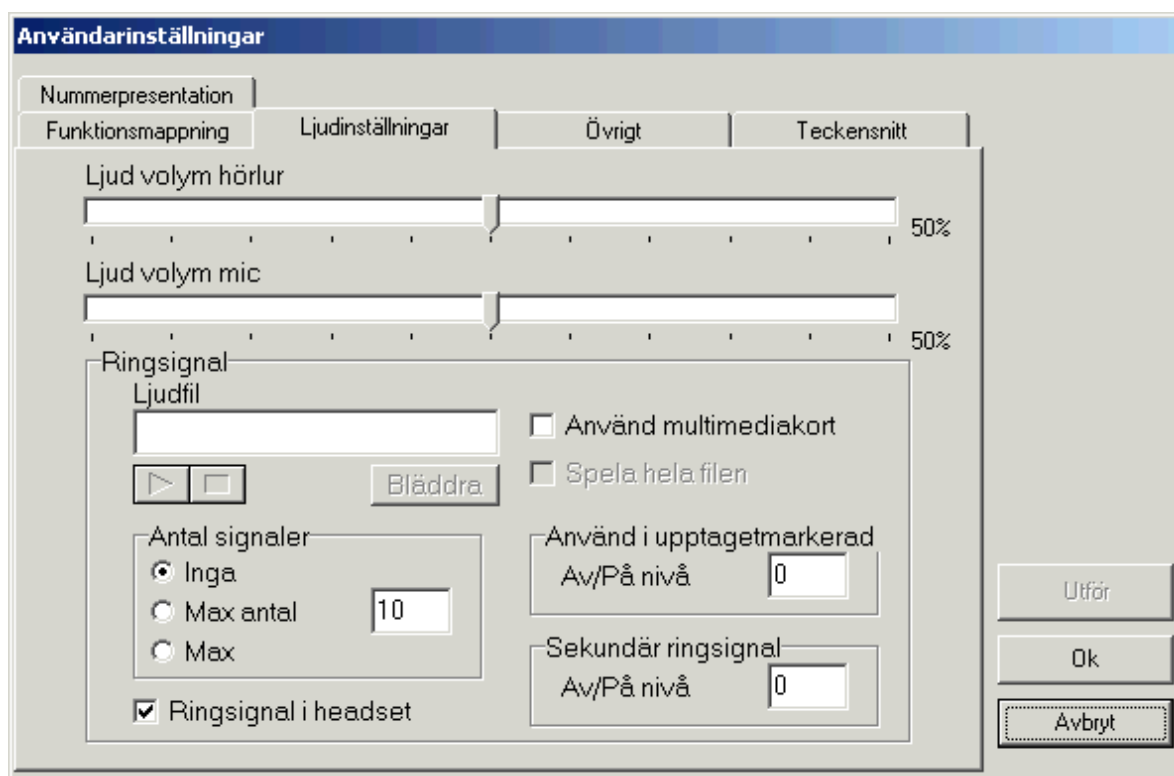 Användarinställningar
Nummerpresentation
Funktionsmappning
Ljudinställningar
Övrigt
Teckensnitt
Ljud volym hörlur
50%
Ljud volym mic
50%
Ringsignal
Ljudfil
Använd multimediakort
Bläddra
Spela hela filen
Antal signaler
Inga
Max antal
10
Max
Ringsignal i headset
Använd i upptagetmarkerad
Av/På nivå
0
Sekundär ringsignal
Av/På nivå
0
Utför
Ok
Avbryt